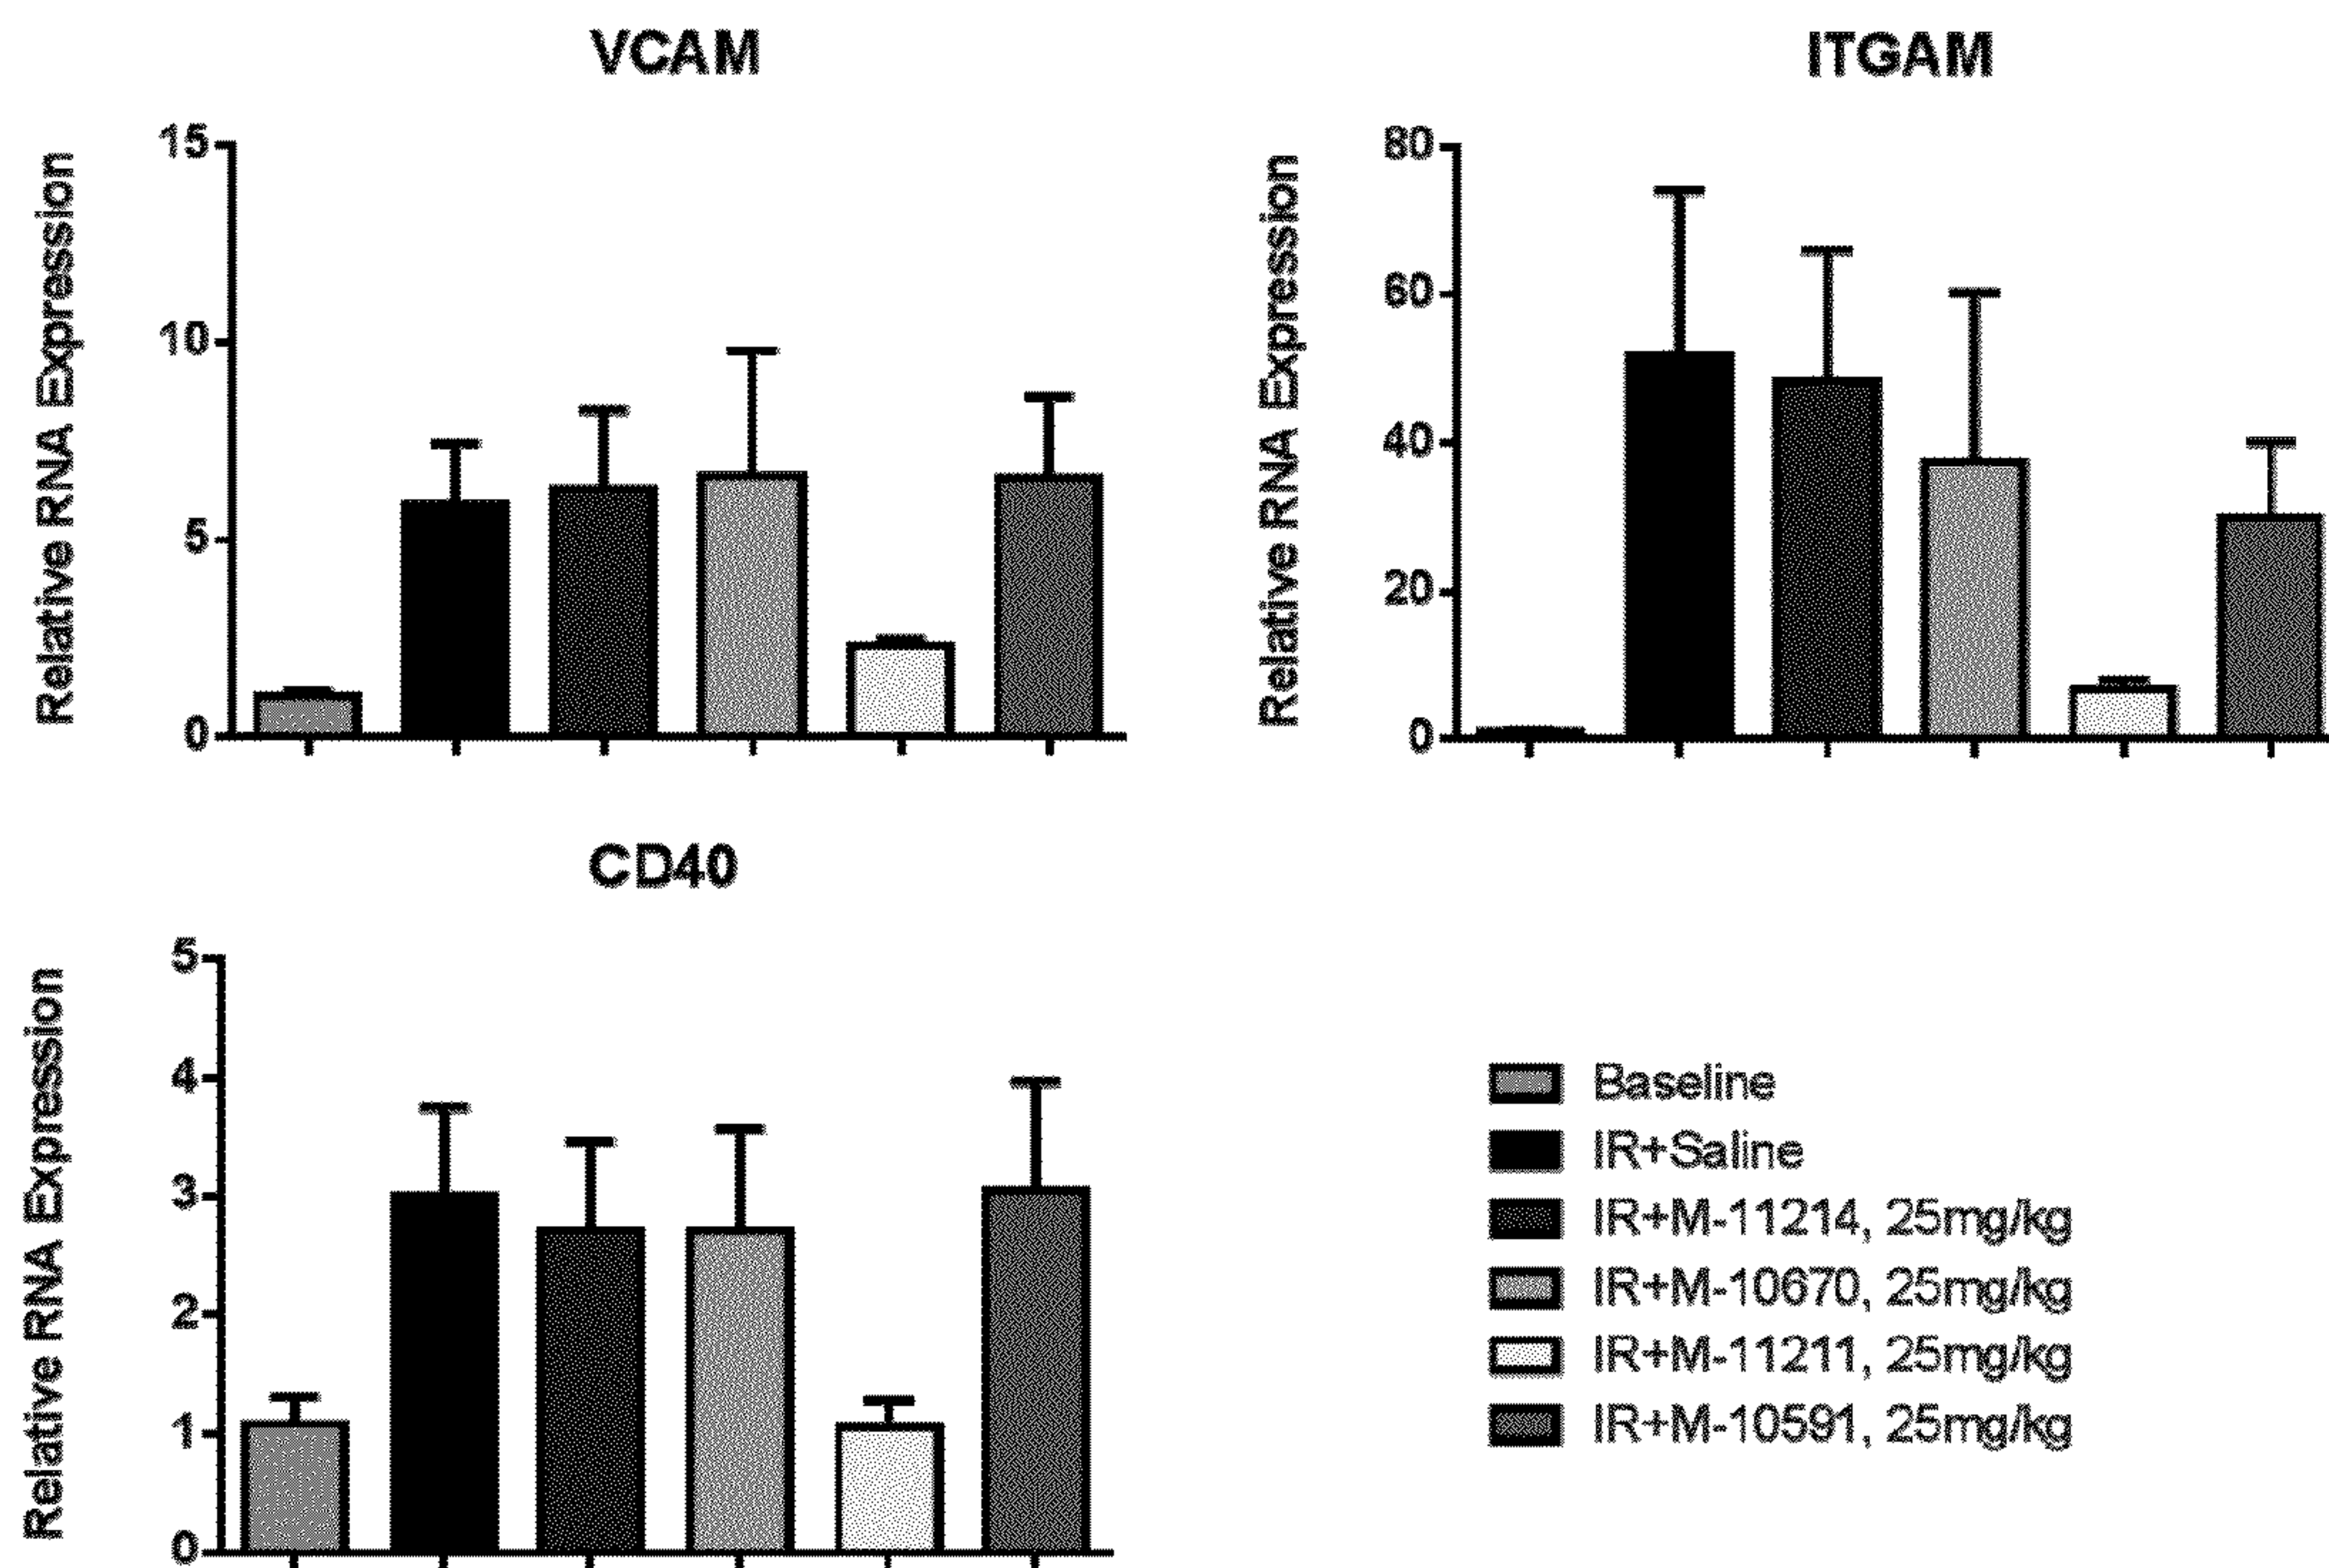 VCAM
Relative RNA Expression
15
10
5
0
ITGAM
Relative RNA Expression
80
60
40
20
0
CD40
Relative RNA Expression
5
4
3
2
1
0
Baseline
IR+Saline
IR+M-11214, 25mg/kg
IR+M-10670, 25mg/kg
IR+M-11211, 25mg/kg
IR+M-10591, 25mg/kg